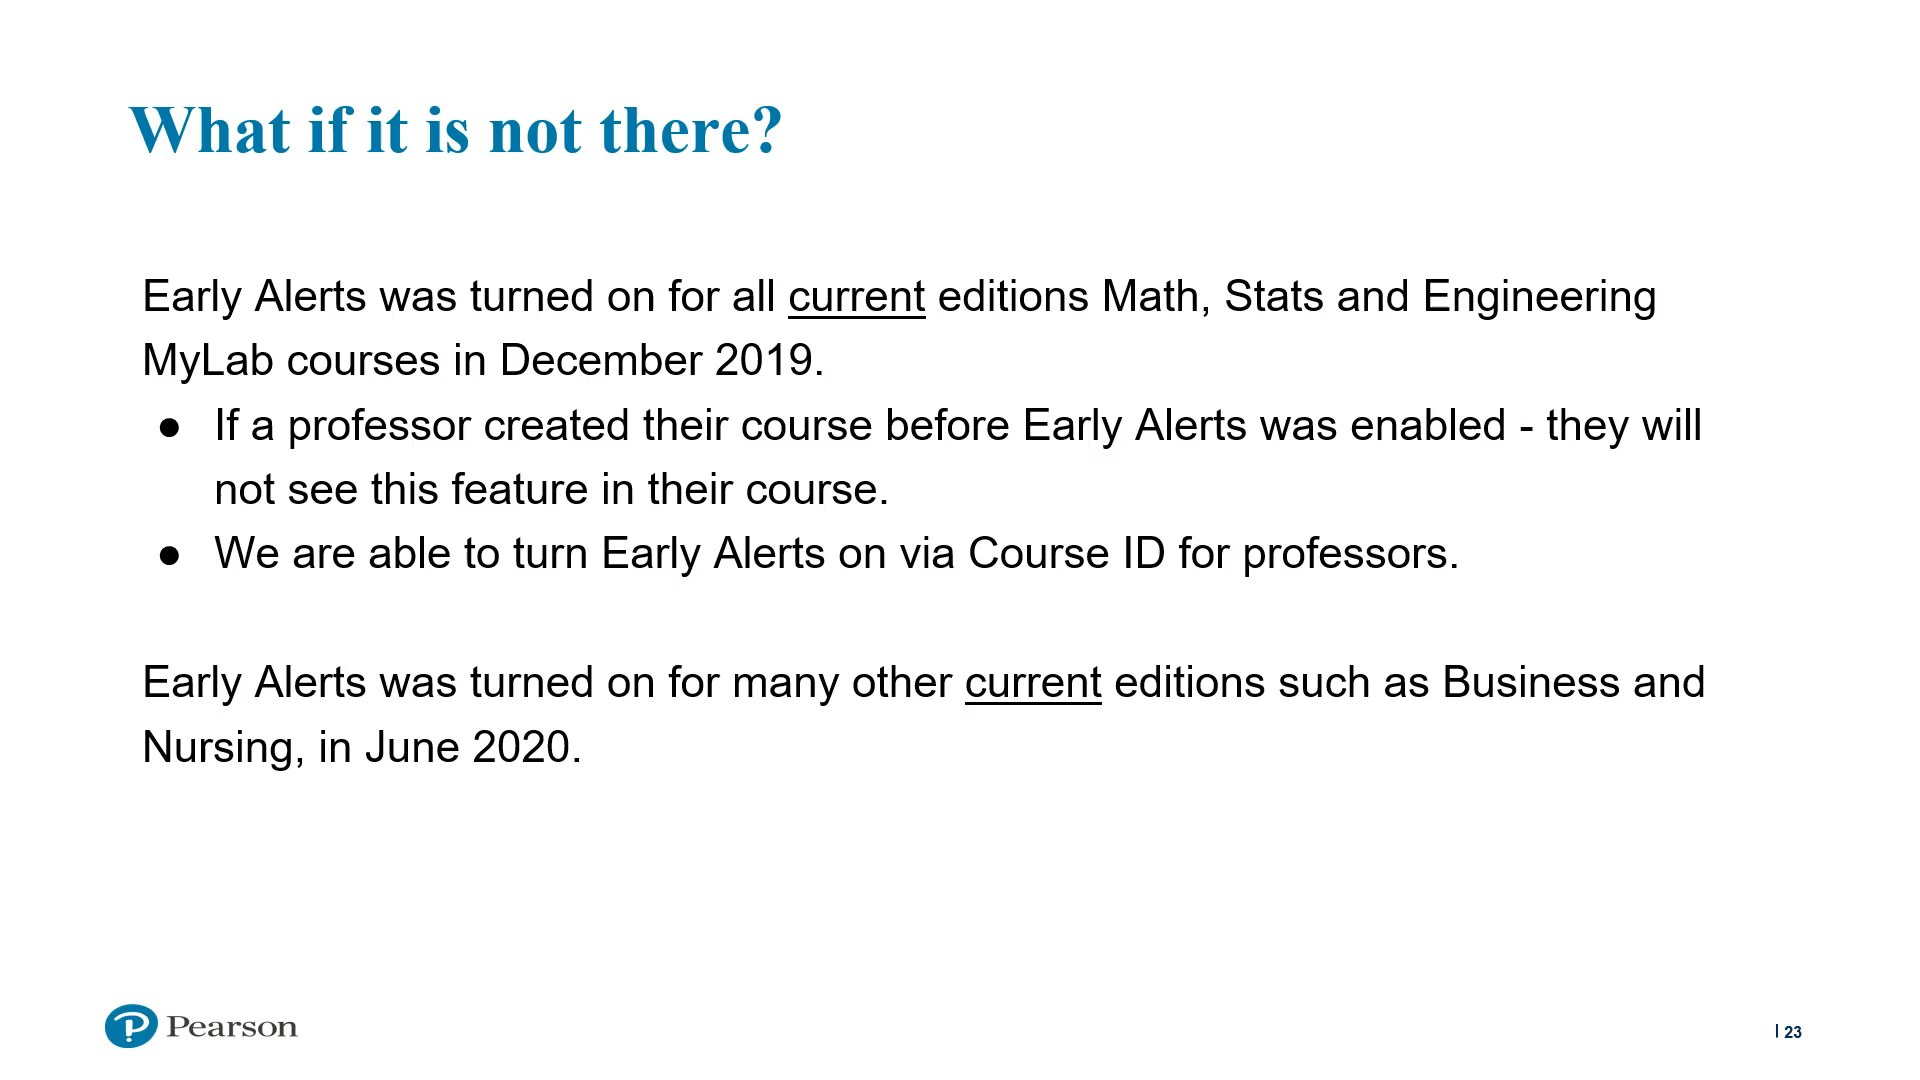 What if it is not there?
Early Alerts was turned on for all current editions Math, Stats and Engineering
MyLab courses in December 2019.
● If a professor created their course before Early Alerts was enabled - they will
not see this feature in their course.
● We are able to turn Early Alerts on via Course ID for professors.
Early Alerts was turned on for many other current editions such as Business and
Nursing, in June 2020.
Pearson
| 23